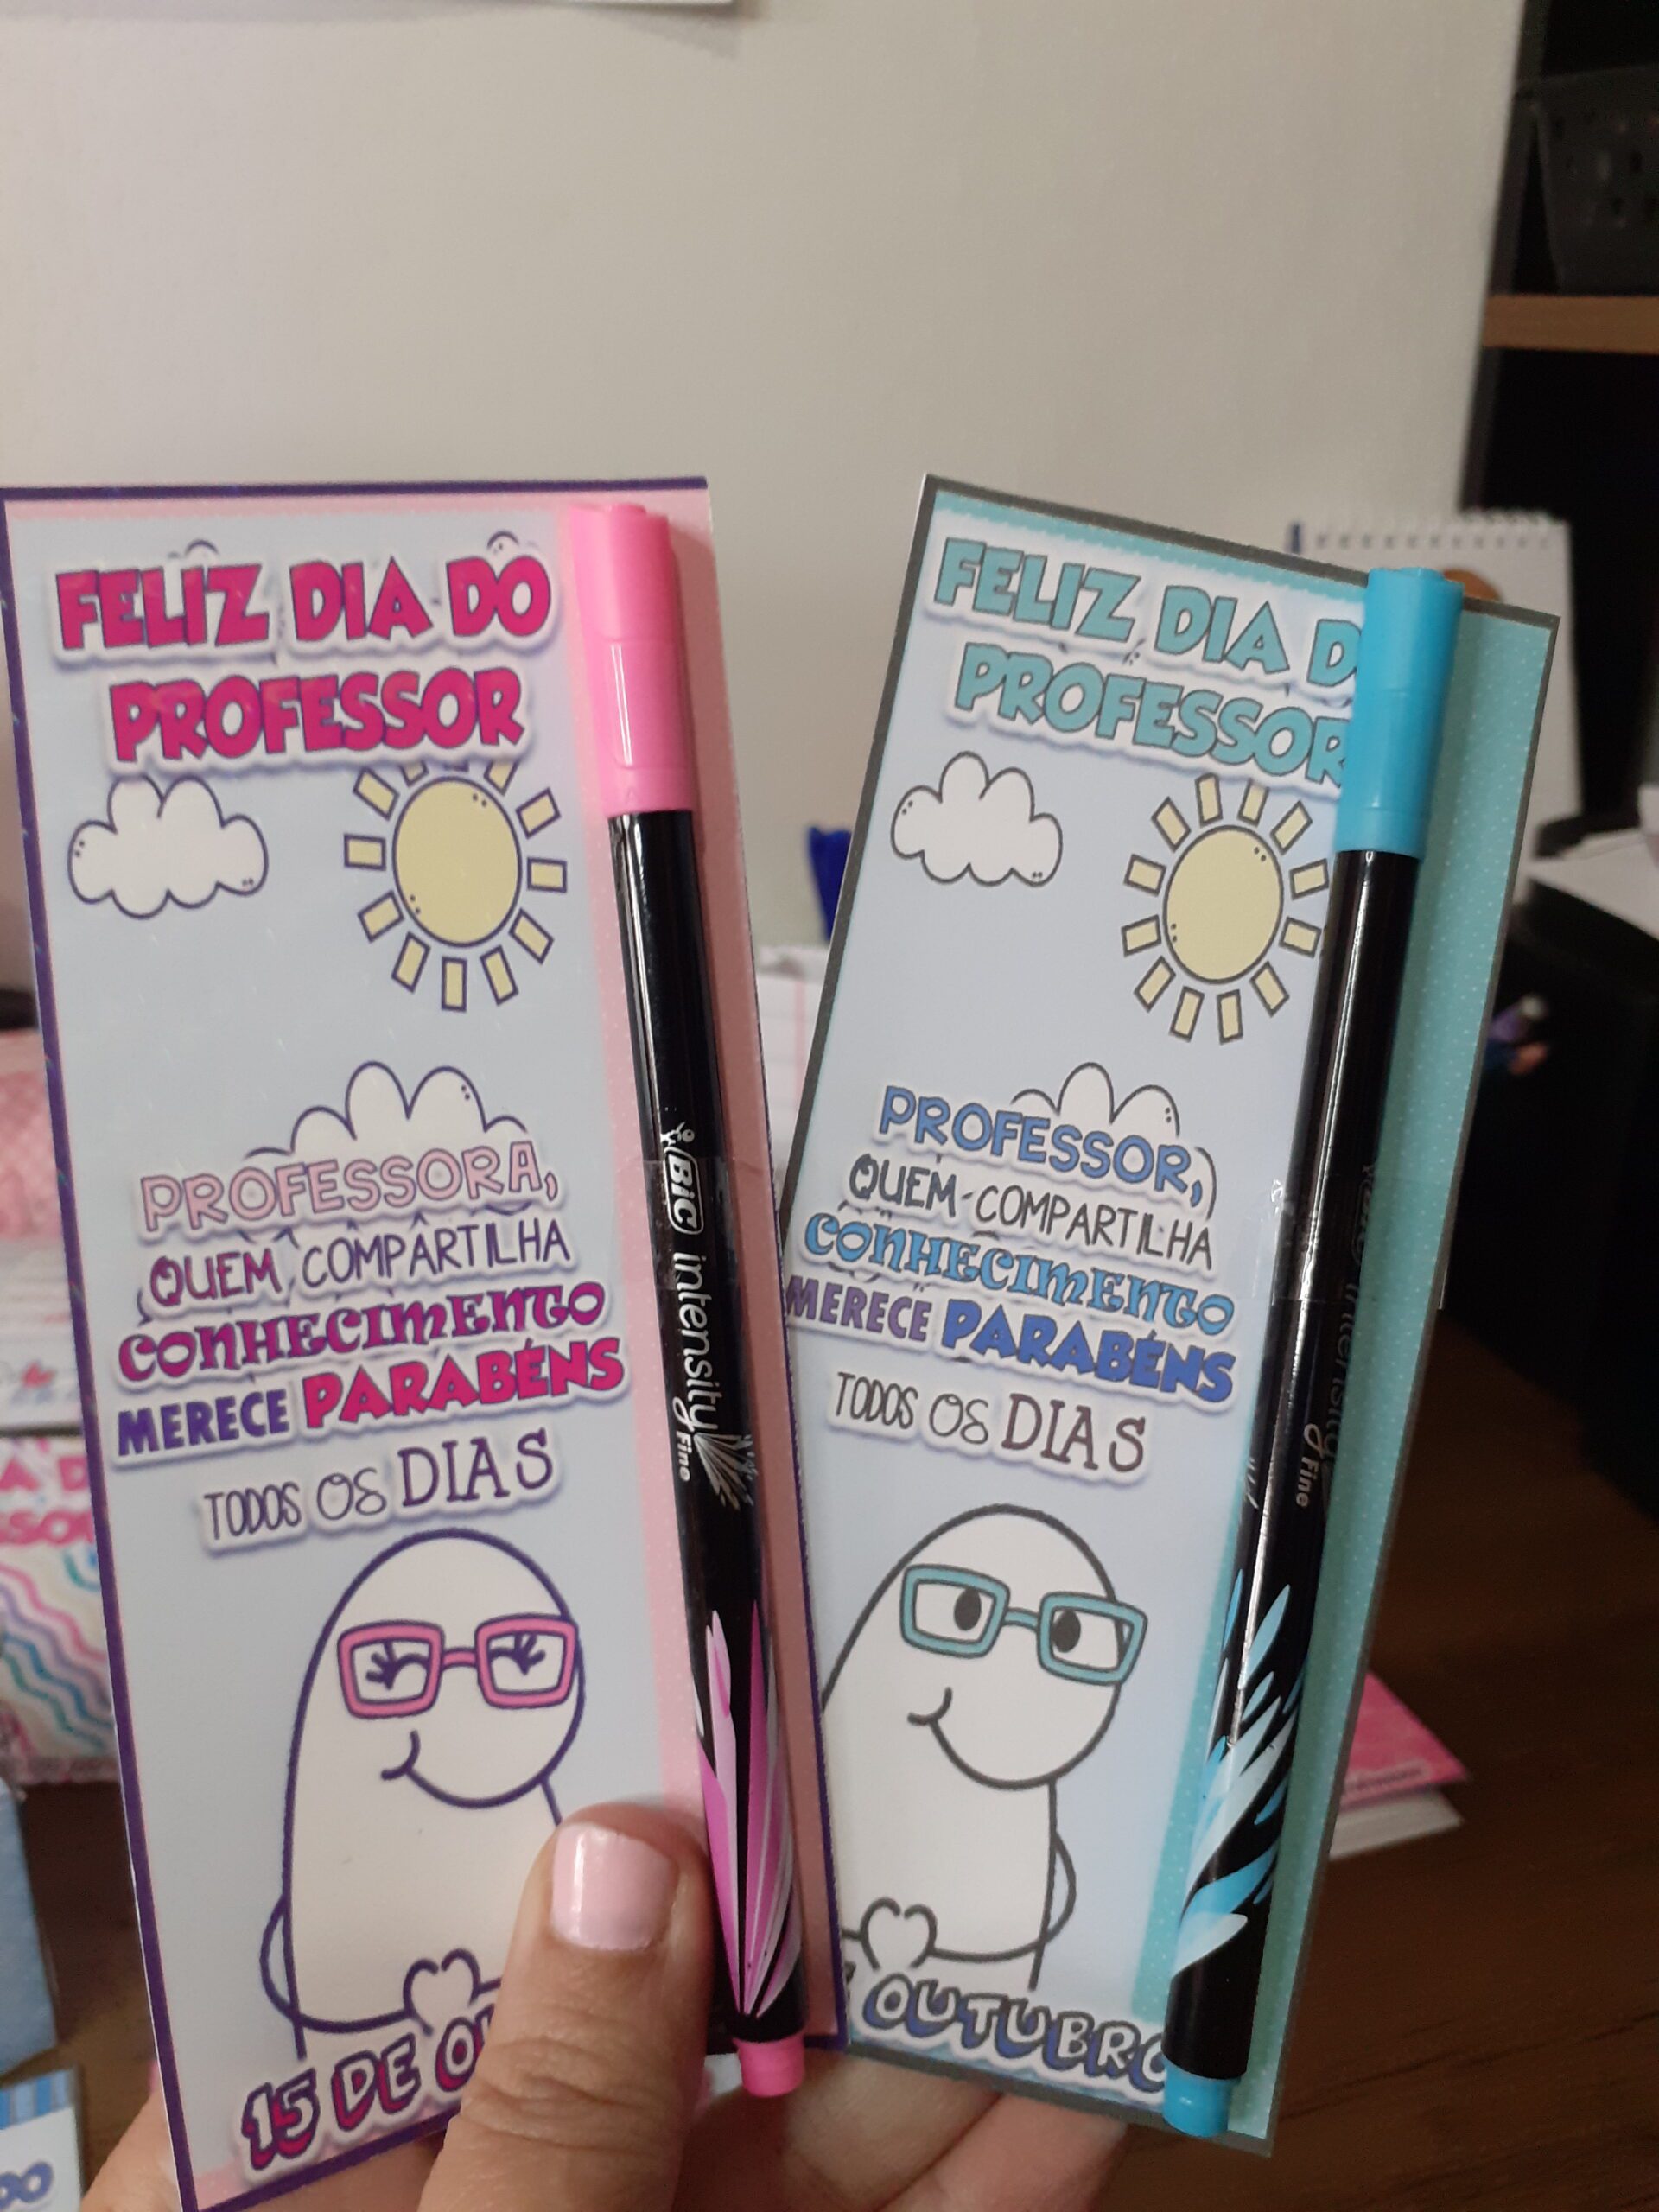 FELIZ DIA DO
PROFESSOR
PROFESSORA,
QUEM COMPARTILHA
CONHECIMENTO
MERECE PARABÉNS
TODOS OS DIAS
15 DE
BIC intensity Fine
FELIZ DIA
PROFESSOR
PROFESSOR,
QUEM COMPARTILHA
CONHECIMENTO
MERECE PARABÉNS
TODOS OS DIAS
OUTUBRO
intensity Fine